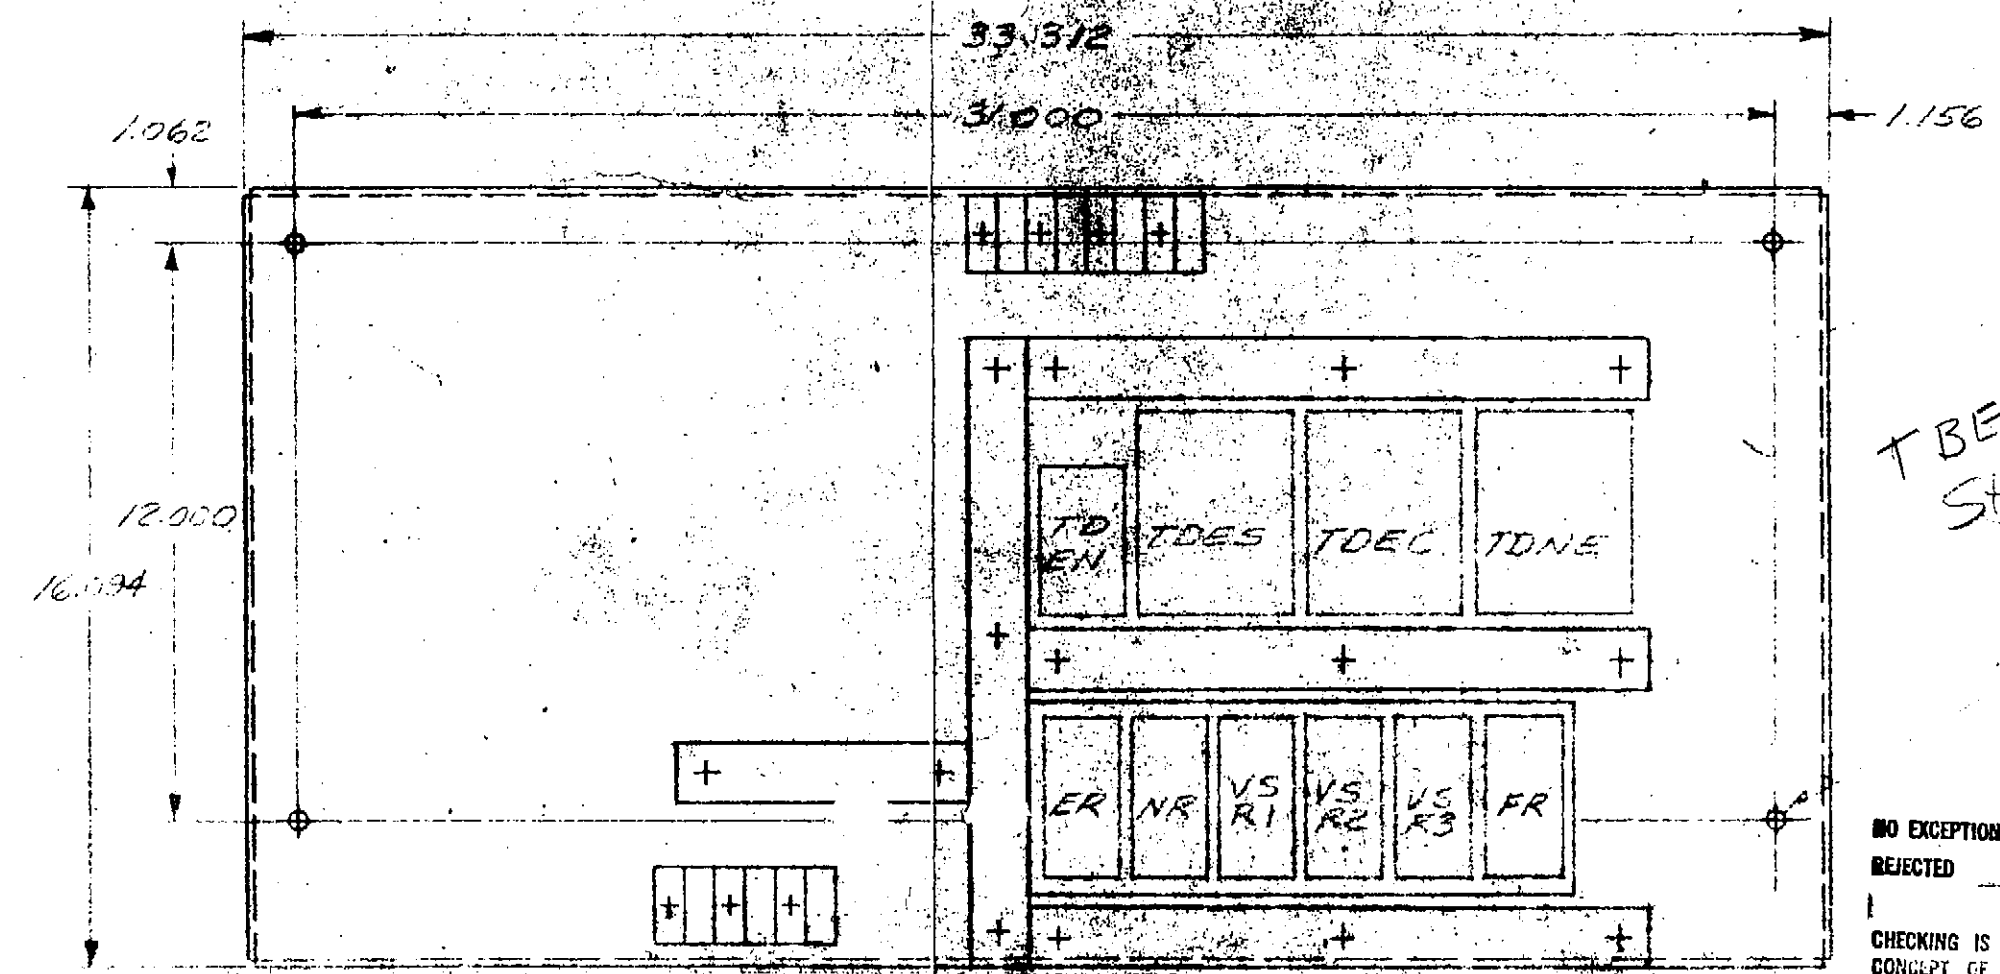 33.312
31.000
1.156
1.062
12.000
16.094
TD
EN
TDES
TDEC
TDNE
ER
NR
VS
R1
VS
R2
VS
R3
FR
TBE
St
NO EXCEPTION
REJECTED
CHECKING IS
CONCEPT OF